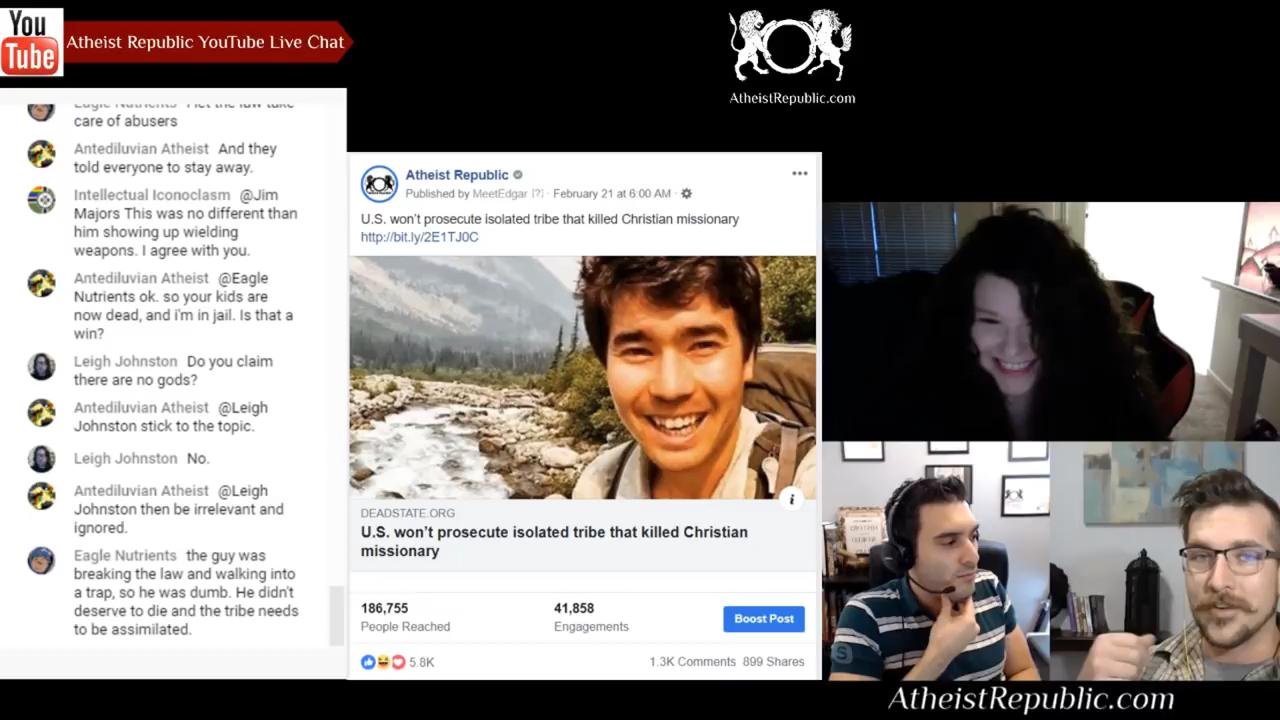 You
Tube
Atheist Republic YouTube Live Chat
AtheistRepublic.com
Eagle Nutrients I let the law take
care of abusers
Antediluvian Atheist And they
told everyone to stay away.
Intellectual Iconoclasm @Jim
Majors This was no different than
him showing up wielding
weapons. I agree with you.
Antediluvian Atheist @Eagle
Nutrients ok. so your kids are
now dead, and i'm in jail. Is that a
win?
Leigh Johnston Do you claim
there are no gods?
Antediluvian Atheist @Leigh
Johnston stick to the topic.
Leigh Johnston No.
Antediluvian Atheist @Leigh
Johnston then be irrelevant and
ignored.
Eagle Nutrients the guy was
breaking the law and walking into
a trap, so he was dumb. He didn't
deserve to die and the tribe needs
to be assimilated.
Atheist Republic
Published by MeetEdgar [?] · February 21 at 6:00 AM ·
U.S. won't prosecute isolated tribe that killed Christian missionary
http://bit.ly/2E1TJ0C
DEADSTATE.ORG
U.S. won't prosecute isolated tribe that killed Christian
missionary
186,755
People Reached
41,858
Engagements
Boost Post
5.8K
1.3K Comments 899 Shares
AtheistRepublic.com